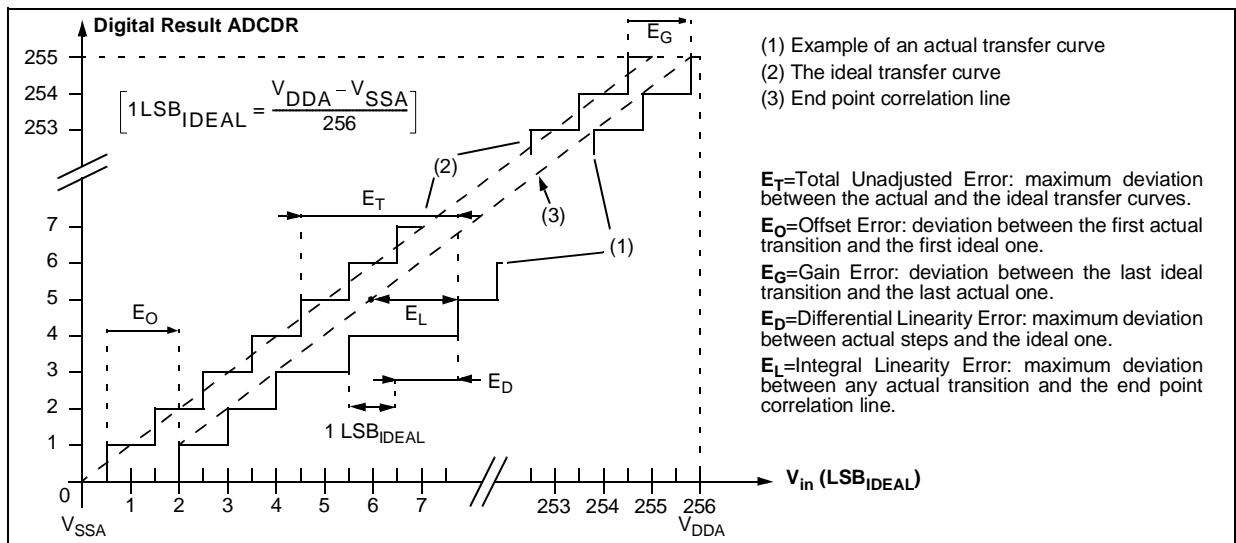 Digital Result ADCDR
E_G
(1) Example of an actual transfer curve
(2) The ideal transfer curve
(3) End point correlation line
255
254
253
1LSB_IDEAL = (V_DDA – V_SSA) / 256
(2)
E_T
(3)
(1)
E_T=Total Unadjusted Error: maximum deviation
between the actual and the ideal transfer curves.
E_O=Offset Error: deviation between the first actual
transition and the first ideal one.
E_G=Gain Error: deviation between the last ideal
transition and the last actual one.
E_D=Differential Linearity Error: maximum deviation
between actual steps and the ideal one.
E_L=Integral Linearity Error: maximum deviation
between any actual transition and the end point
correlation line.
7
6
5
4
3
2
1
0
E_O
E_L
E_D
1 LSB_IDEAL
1 2 3 4 5 6 7 253 254 255 256
V_in (LSB_IDEAL)
V_SSA
V_DDA